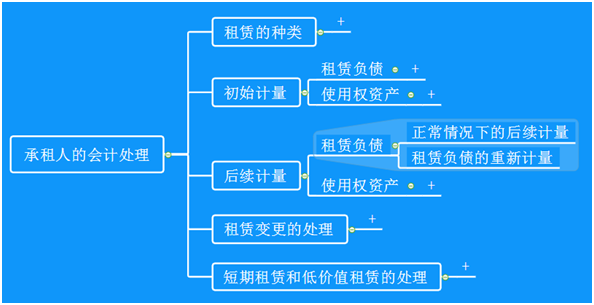 承租人的会计处理
租赁的种类
+
初始计量
租赁负债
+
使用权资产
+
后续计量
租赁负债
正常情况下的后续计量
租赁负债的重新计量
使用权资产
+
租赁变更的处理
+
短期租赁和低价值租赁的处理
+